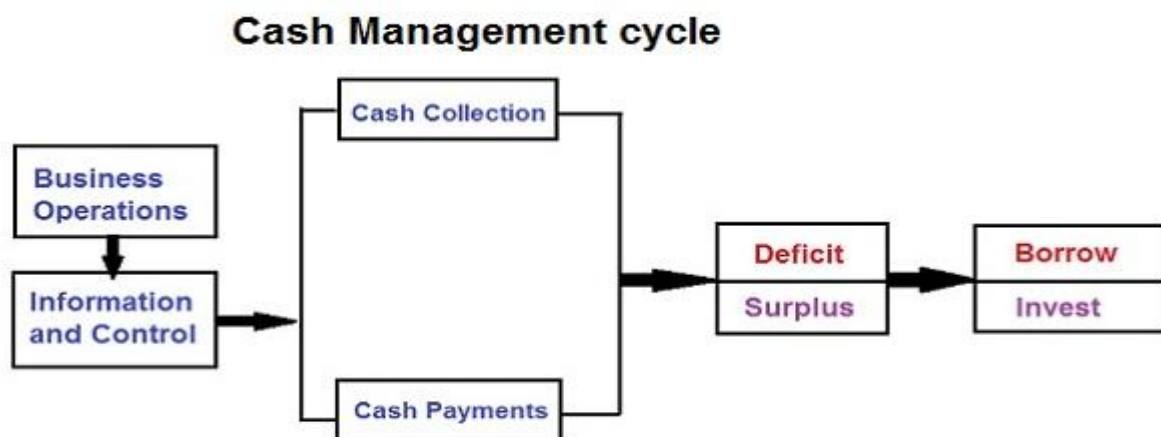 Cash Management cycle
Cash Collection
Business
Operations
Information
and Control
Deficit
Surplus
Borrow
Invest
Cash Payments